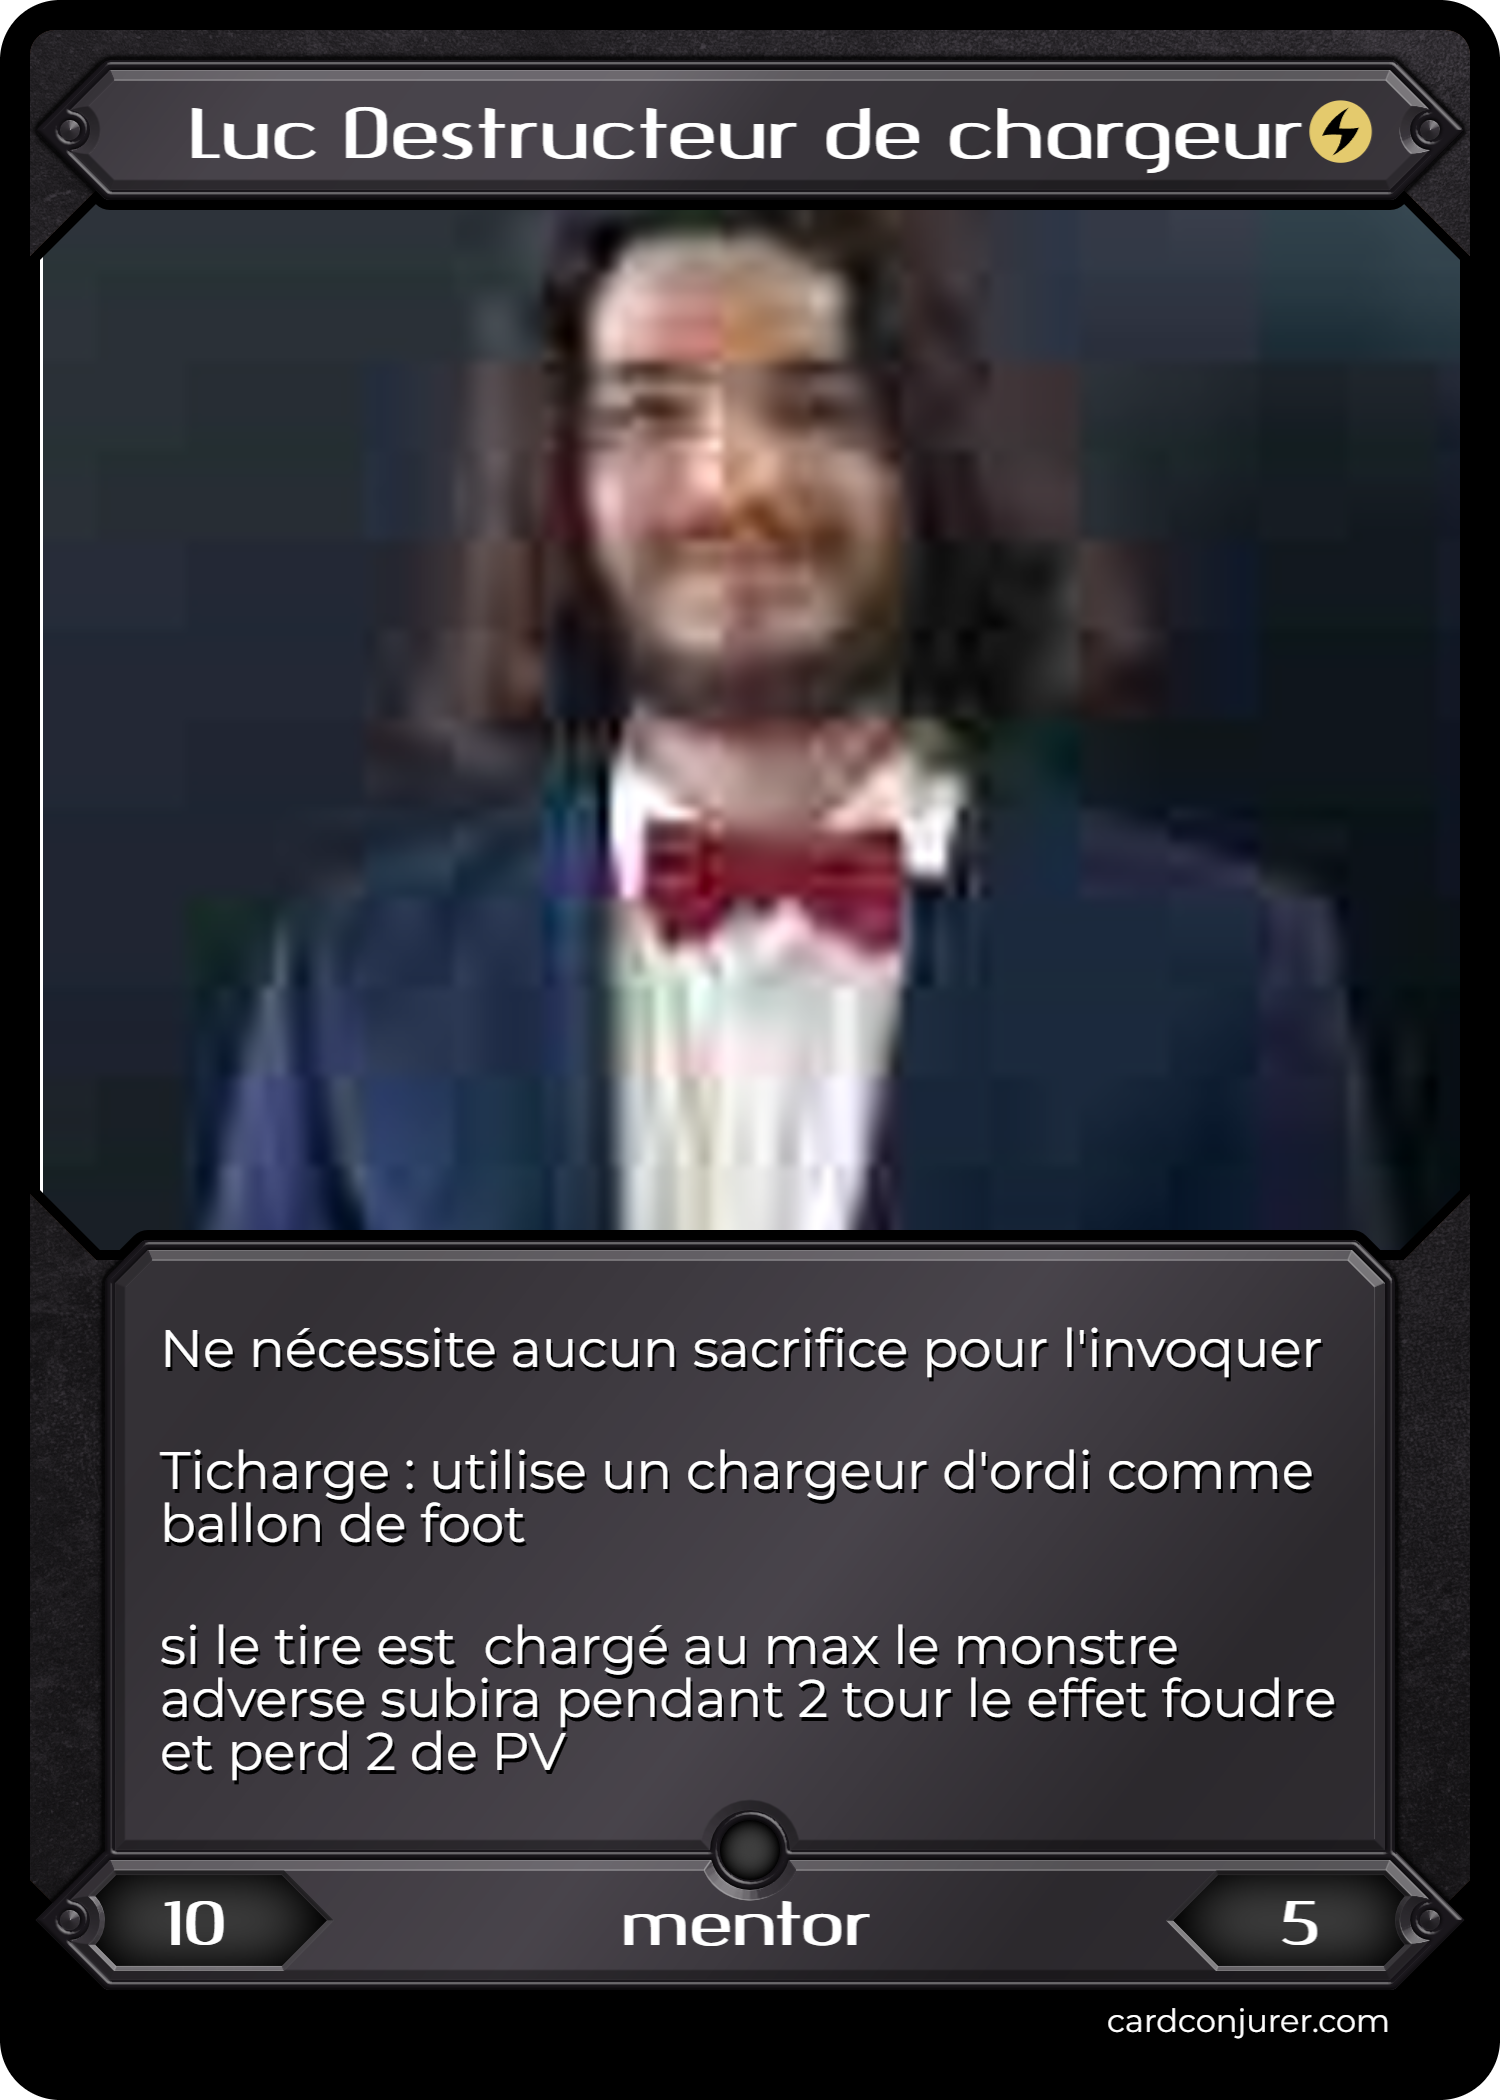 Luc Destructeur de chargeur
Ne nécessite aucun sacrifice pour l'invoquer
Ticharge : utilise un chargeur d'ordi comme
ballon de foot
si le tire est  chargé au max le monstre
adverse subira pendant 2 tour le effet foudre
et perd 2 de PV
10 mentor 5
cardconjurer.com